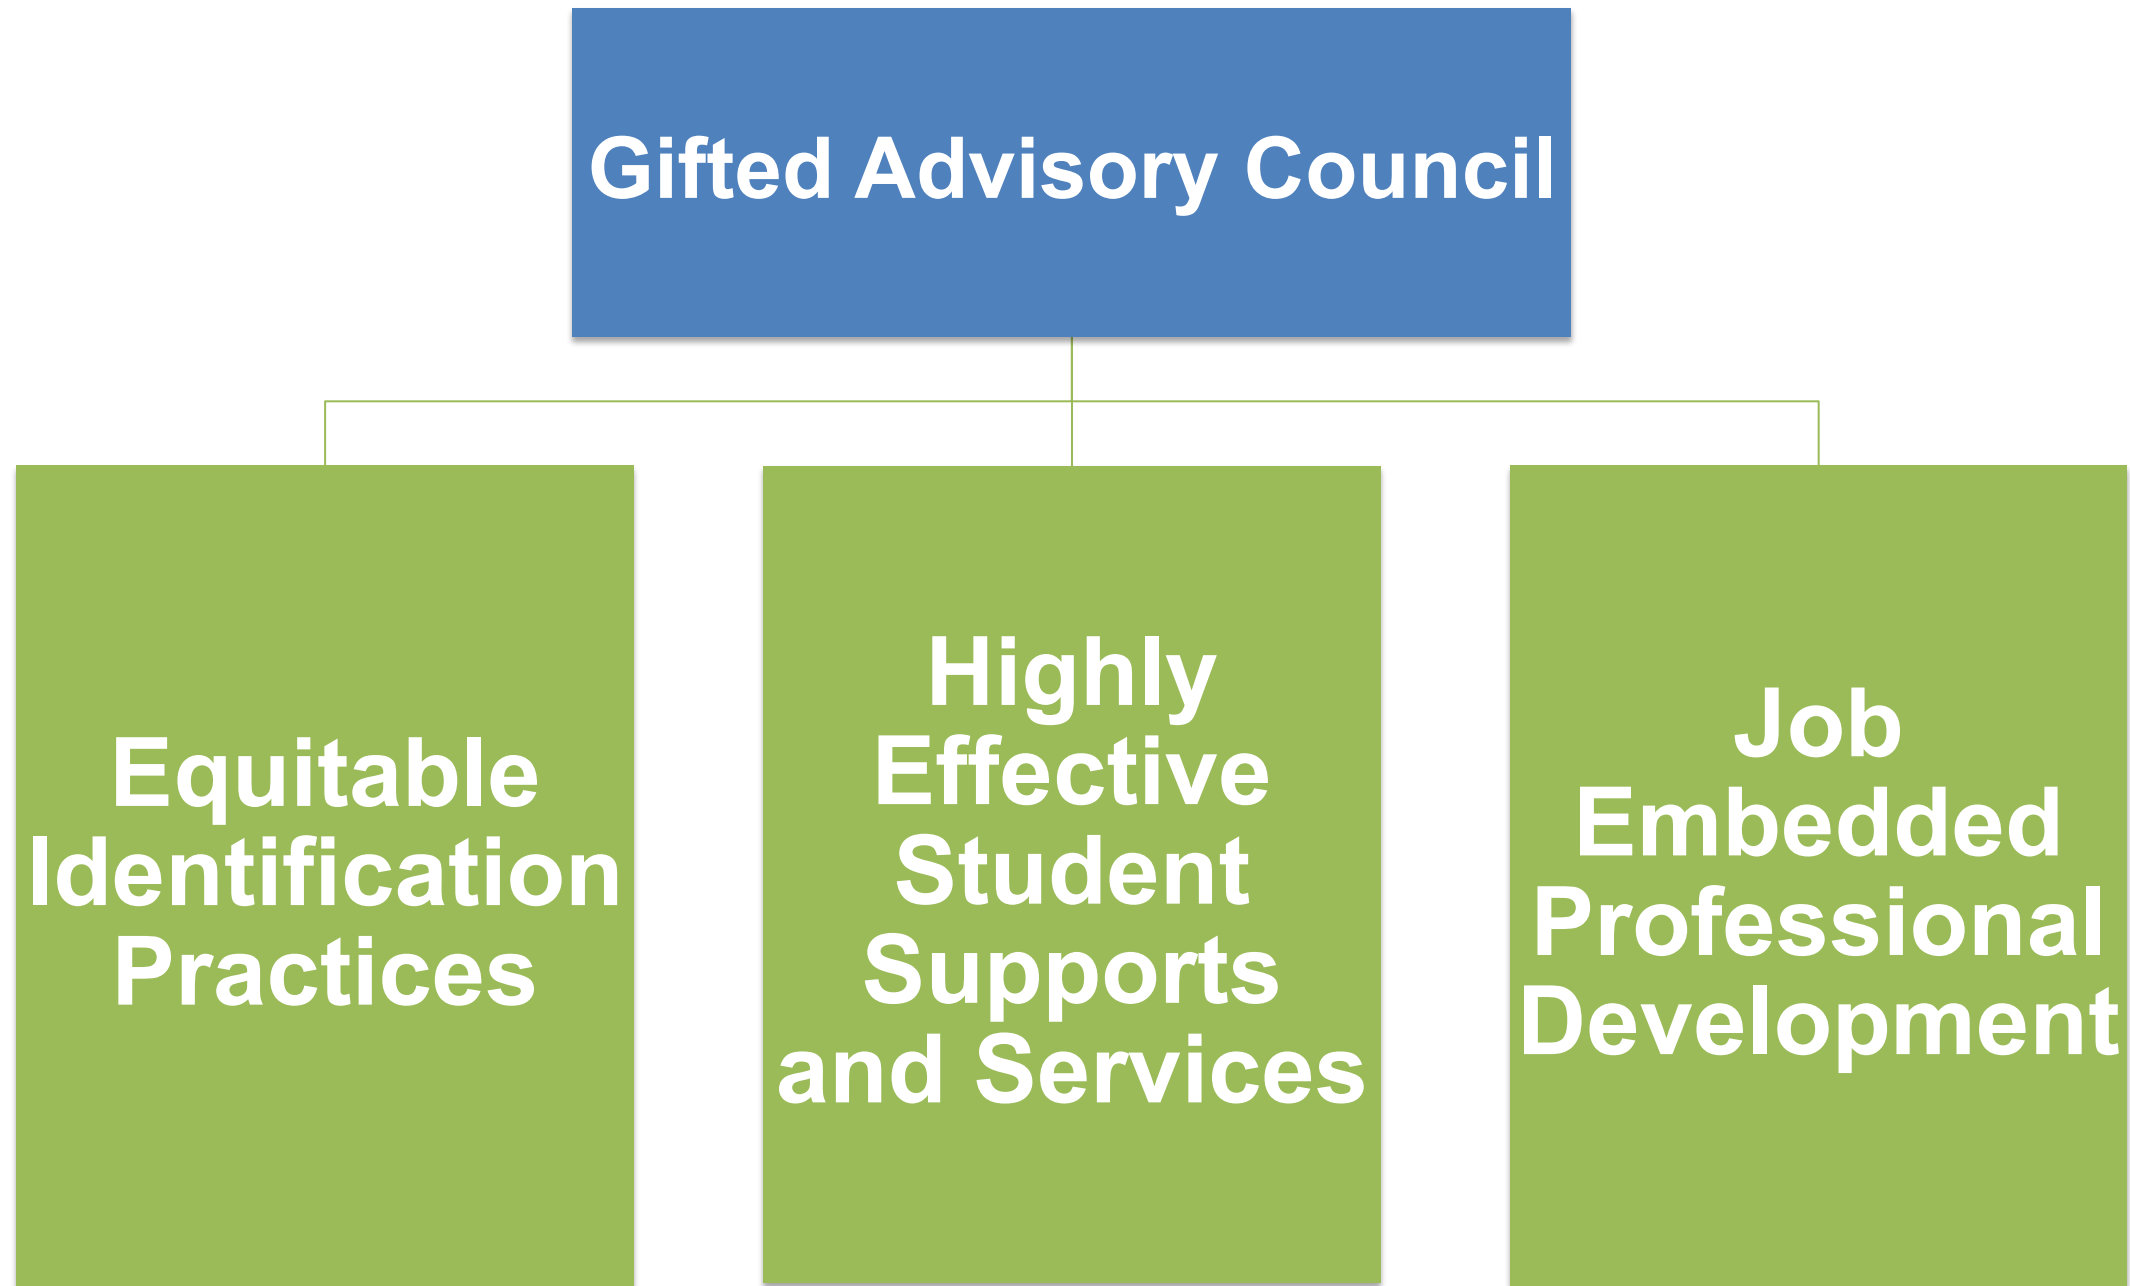 Gifted Advisory Council
Equitable
Identification
Practices
Highly
Effective
Student
Supports
and Services
Job
Embedded
Professional
Development